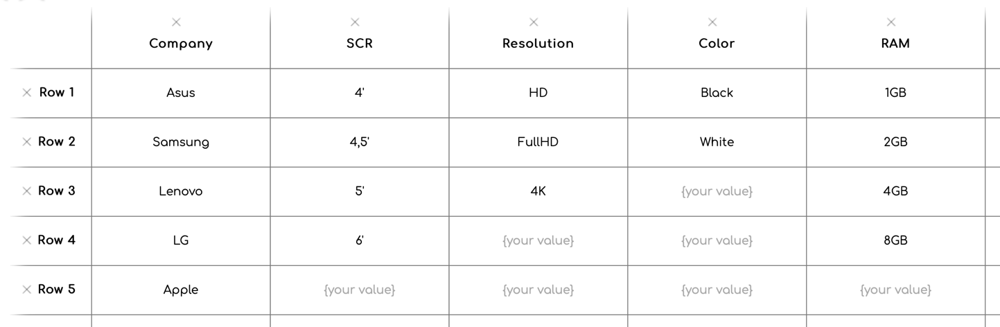 Company SCR Resolution Color RAM
Row 1 Asus 4' HD Black 1GB
Row 2 Samsung 4,5' FullHD White 2GB
Row 3 Lenovo 5' 4K {your value} 4GB
Row 4 LG 6' {your value} {your value} 8GB
Row 5 Apple {your value} {your value} {your value} {your value}